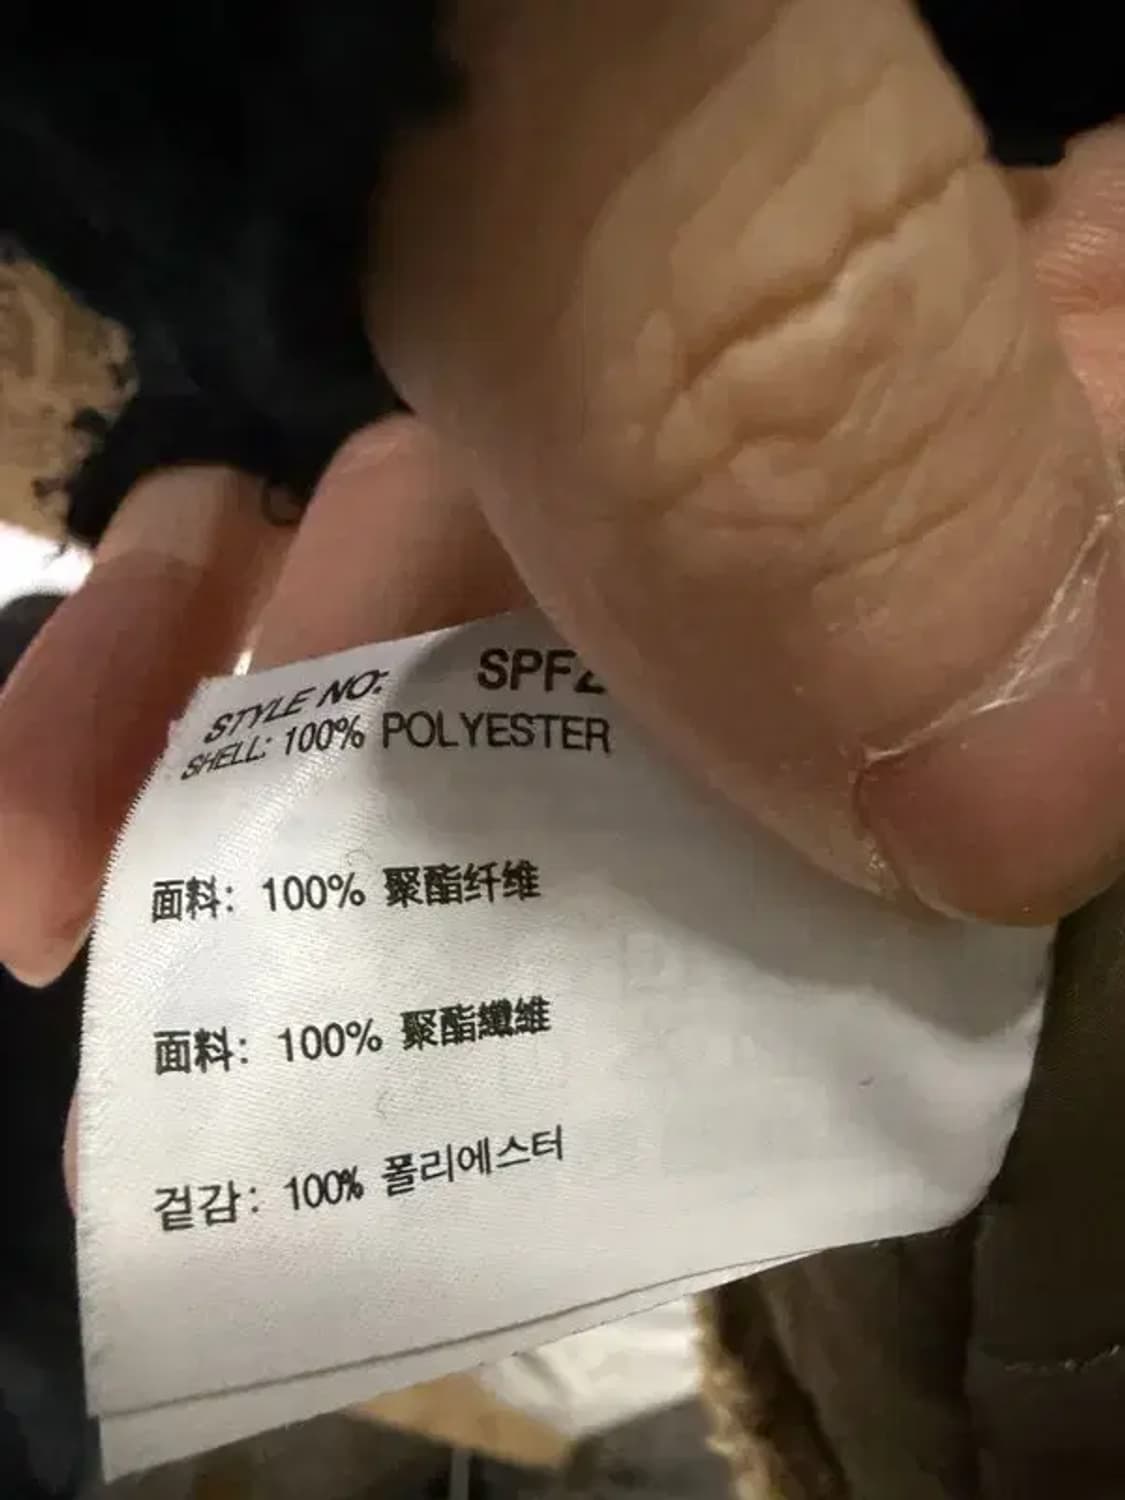 STYLE NO: SPF2
SHELL: 100% POLYESTER
面料: 100% 聚酯纤维
面料: 100% 聚酯纖維
겉감: 100% 폴리에스터